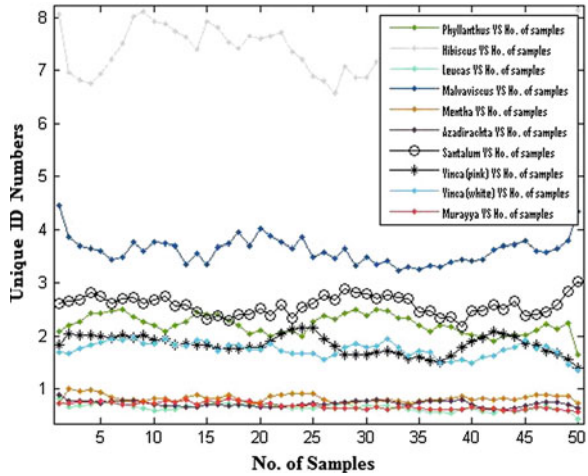 Unique ID Numbers
8
7
6
5
4
3
2
1
Phyllanthus VS No. of samples
Hibiscus VS No. of samples
Leucas VS No. of samples
Malvaviscus VS No. of samples
Mentha VS No. of samples
Azadirachta VS No. of samples
Santalum VS No. of samples
Vinca(pink) VS No. of samples
Vinca(white) VS No. of samples
Murayya VS No. of samples
5 10 15 20 25 30 35 40 45 50
No. of Samples